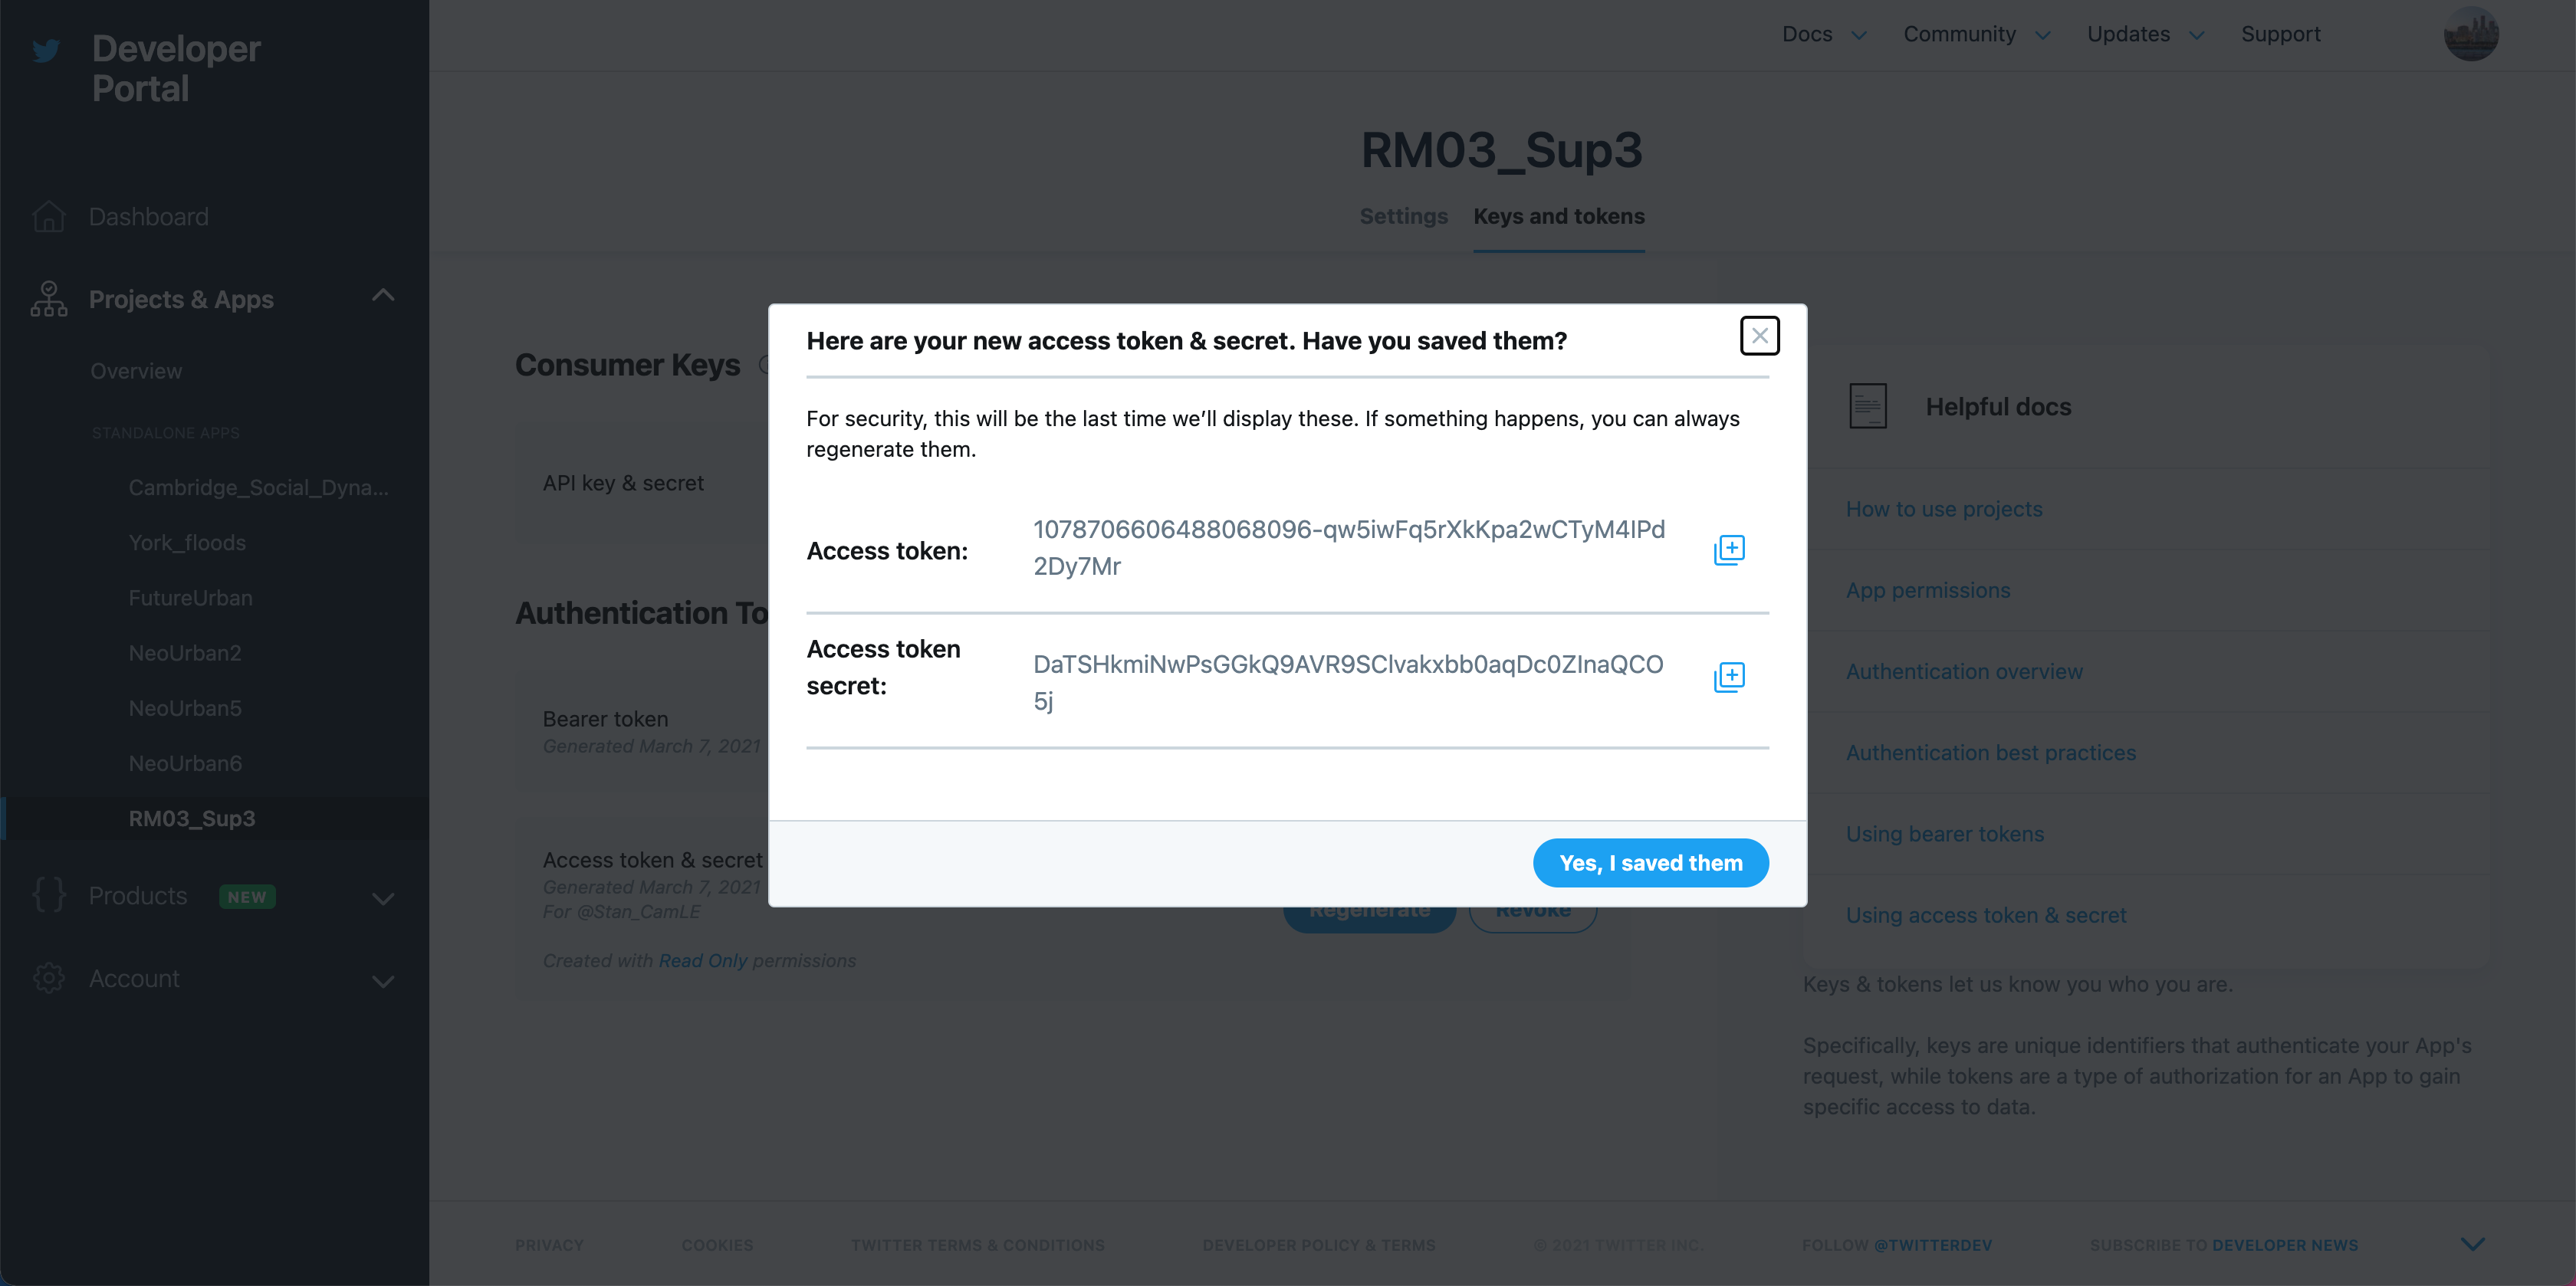 Developer
Portal
Docs
Community
Updates
Support
Dashboard
Projects & Apps
Overview
STANDALONE APPS
Cambridge_Social_Dyna...
York_floods
FutureUrban
NeoUrban2
NeoUrban5
NeoUrban6
RM03_Sup3
Products NEW
Account
RM03_Sup3
Settings Keys and tokens
Consumer Keys
API key & secret
Authentication To
Bearer token
Generated March 7, 2021
Access token & secret
Generated March 7, 2021
For @Stan_CamLE
Created with Read Only permissions
Regenerate
Revoke
Here are your new access token & secret. Have you saved them?
For security, this will be the last time we’ll display these. If something happens, you can always
regenerate them.
Access token:
1078706606488068096-qw5iwFq5rXkKpa2wCTyM4IPd
2Dy7Mr
Access token
secret:
DaTSHkmiNwPsGGkQ9AVR9SClvakxbb0aqDc0ZInaQCO
5j
Yes, I saved them
Helpful docs
How to use projects
App permissions
Authentication overview
Authentication best practices
Using bearer tokens
Using access token & secret
Keys & tokens let us know you who you are.
Specifically, keys are unique identifiers that authenticate your App's
request, while tokens are a type of authorization for an App to gain
specific access to data.
PRIVACY
COOKIES
TWITTER TERMS & CONDITIONS
DEVELOPER POLICY & TERMS
© 2021 TWITTER INC.
FOLLOW @TWITTERDEV
SUBSCRIBE TO DEVELOPER NEWS